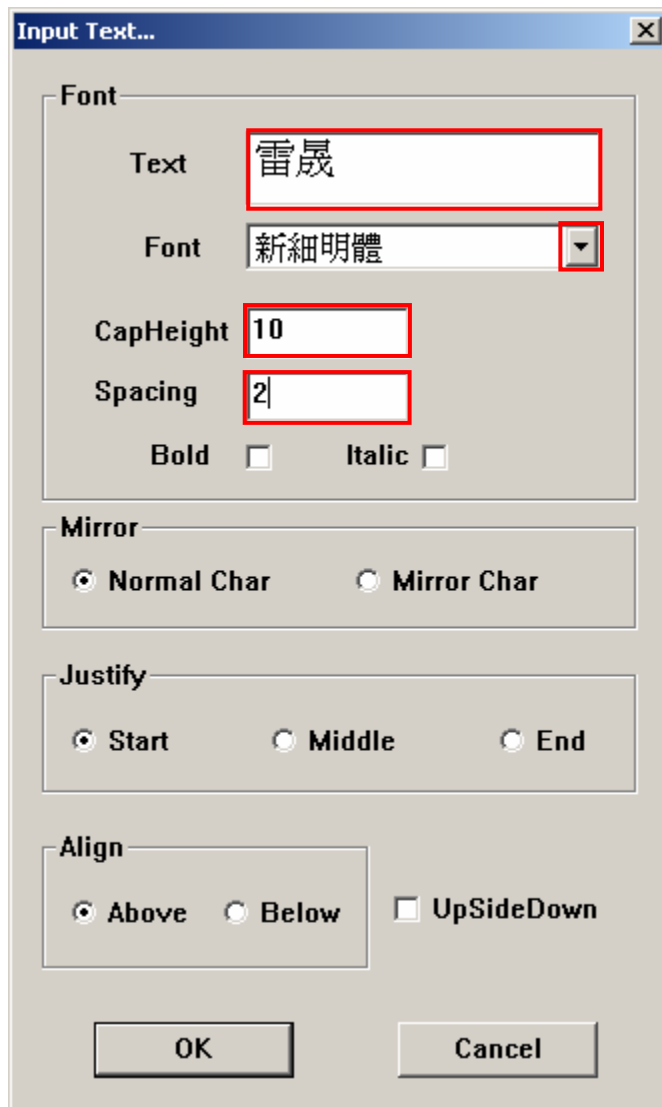 Input Text...
Font
Text 雷晟
Font 新細明體
CapHeight 10
Spacing 2
Bold Italic
Mirror
Normal Char Mirror Char
Justify
Start Middle End
Align
Above Below UpSideDown
OK Cancel